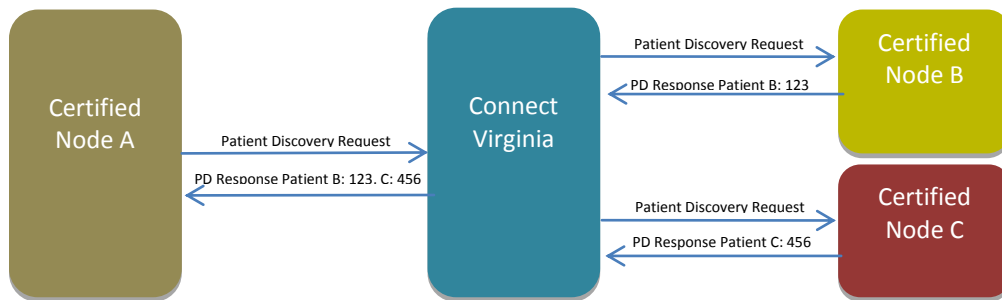 Certified
Node A
Patient Discovery Request
PD Response Patient B: 123. C: 456
Connect
Virginia
Patient Discovery Request
PD Response Patient B: 123
Certified
Node B
Patient Discovery Request
PD Response Patient C: 456
Certified
Node C